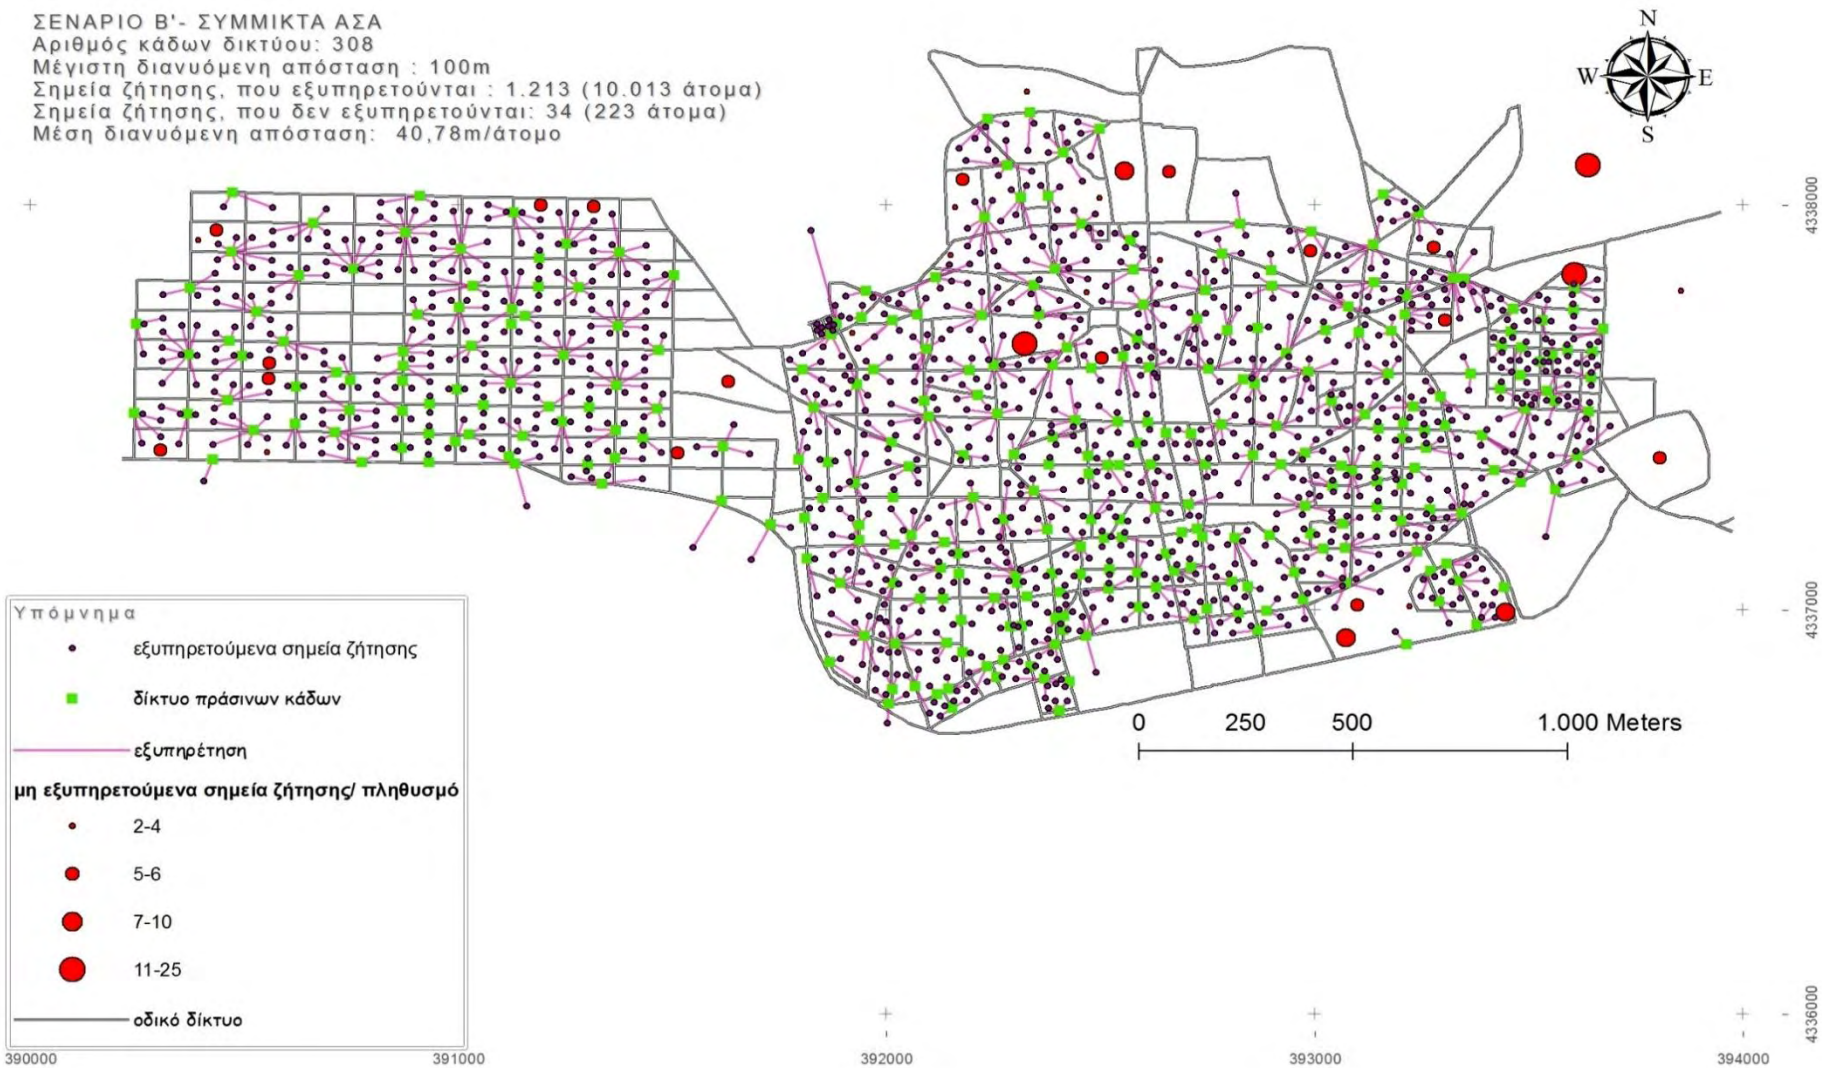 ΣΕΝΑΡΙΟ Β'- ΣΥΜΜΙΚΤΑ ΑΣΑ
Αριθμός κάδων δικτύου: 308
Μέγιστη διανυόμενη απόσταση : 100m
Σημεία ζήτησης, που εξυπηρετούνται : 1.213 (10.013 άτομα)
Σημεία ζήτησης, που δεν εξυπηρετούνται: 34 (223 άτομα)
Μέση διανυόμενη απόσταση: 40,78m/άτομο
N
W E
S
4338000
4337000
0 250 500 1.000 Meters
Υπόμνημα
εξυπηρετούμενα σημεία ζήτησης
δίκτυο πράσινων κάδων
εξυπηρέτηση
μη εξυπηρετούμενα σημεία ζήτησης/ πληθυσμό
2-4
5-6
7-10
11-25
οδικό δίκτυο
4336000
390000 391000 392000 393000 394000